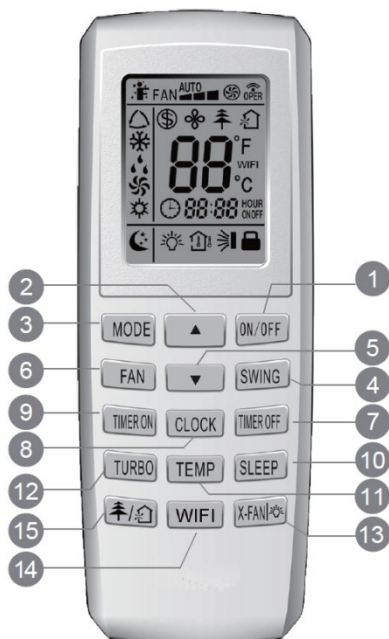 FAN AUTO OPER
°F
88 WIFI
°C
88:88 HOUR
ON OFF
2 1
3 MODE ▲ ON/OFF
5
6 FAN ▼ SWING
4
9 TIMER ON CLOCK TIMER OFF 7
8
TURBO TEMP SLEEP 10
12 11
15 WIFI X-FAN 13
14